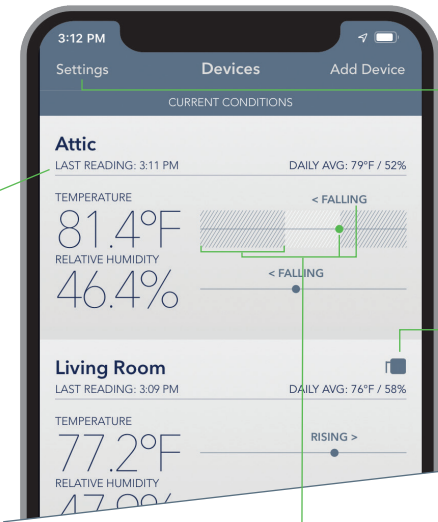 3:12 PM
Settings Devices Add Device
CURRENT CONDITIONS
Attic
LAST READING: 3:11 PM DAILY AVG: 79°F / 52%
TEMPERATURE
< FALLING
81.4°F
RELATIVE HUMIDITY
< FALLING
46.4%
Living Room
LAST READING: 3:09 PM DAILY AVG: 76°F / 58%
TEMPERATURE
RISING >
77.2°F
RELATIVE HUMIDITY